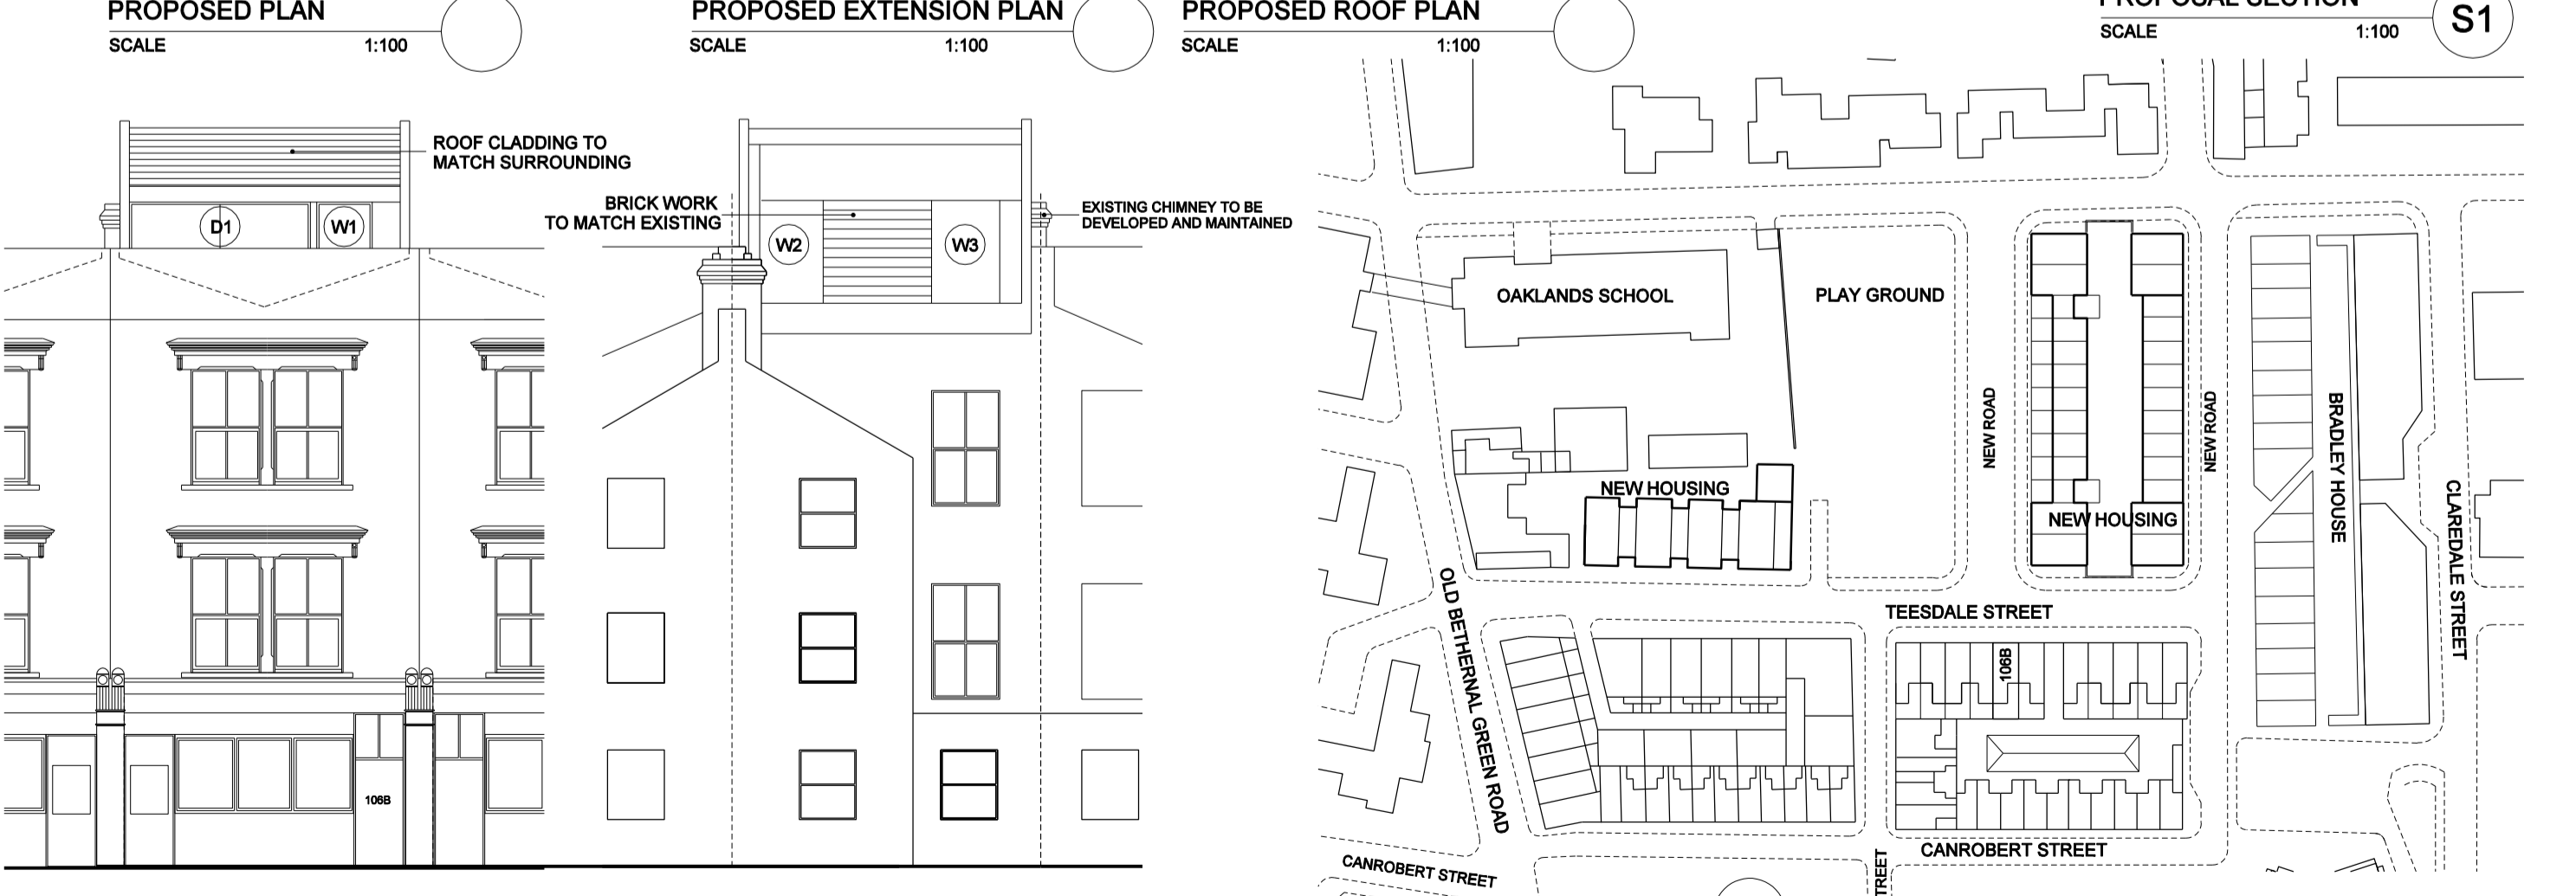 PROPOSED PLAN
SCALE 1:100
PROPOSED EXTENSION PLAN
SCALE 1:100
PROPOSED ROOF PLAN
SCALE 1:100
PROPOSAL SECTION
SCALE 1:100
S1
ROOF CLADDING TO
MATCH SURROUNDING
D1
W1
106B
BRICK WORK
TO MATCH EXISTING
W2
W3
EXISTING CHIMNEY TO BE
DEVELOPED AND MAINTAINED
OAKLANDS SCHOOL
PLAY GROUND
NEW ROAD
NEW ROAD
BRADLEY HOUSE
CLAREDALE STREET
NEW HOUSING
NEW HOUSING
OLD BETHERNAL GREEN ROAD
TEESDALE STREET
106B
CANROBERT STREET
CANROBERT STREET